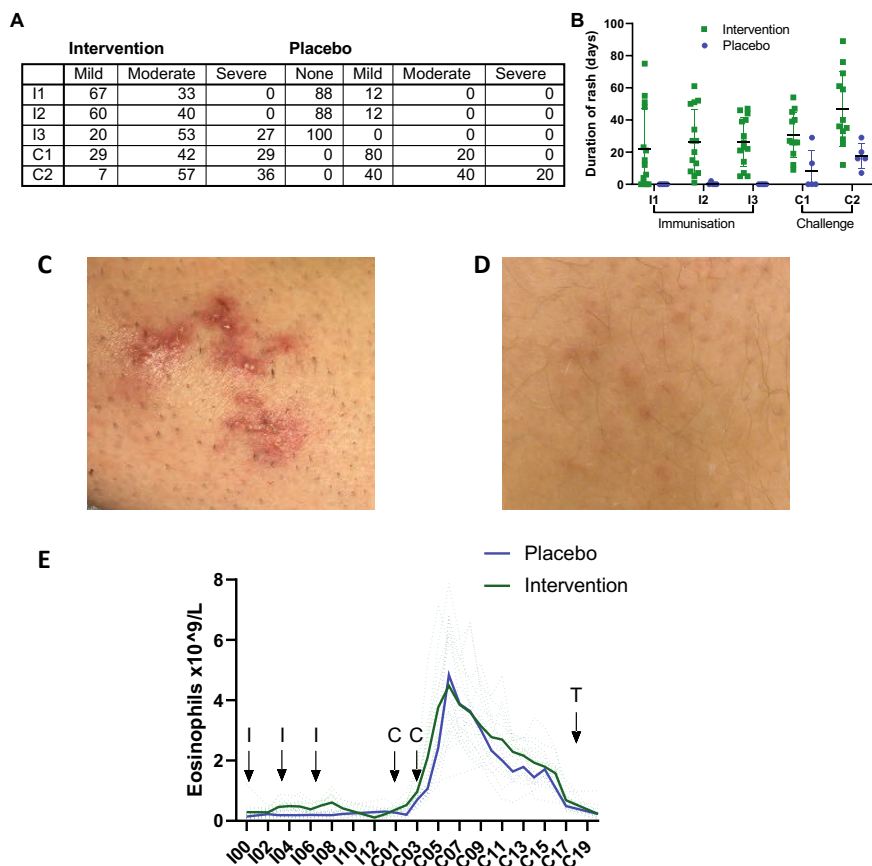 A
Intervention Placebo
Mild Moderate Severe None Mild Moderate Severe
I1 67 33 0 88 12 0 0
I2 60 40 0 88 12 0 0
I3 20 53 27 100 0 0 0
C1 29 42 29 0 80 20 0
C2 7 57 36 0 40 40 20
B
Duration of rash (days)
100
80
60
40
20
0
Intervention
Placebo
I1 I2 I3 C1 C2
Immunisation Challenge
C
D
E
Placebo
Intervention
Eosinophils x10^9/L
8
6
4
2
0
I I I C C T
I00 I02 I04 I06 I08 I10 I12 C01 C03 C05 C07 C09 C11 C13 C15 C17 C19